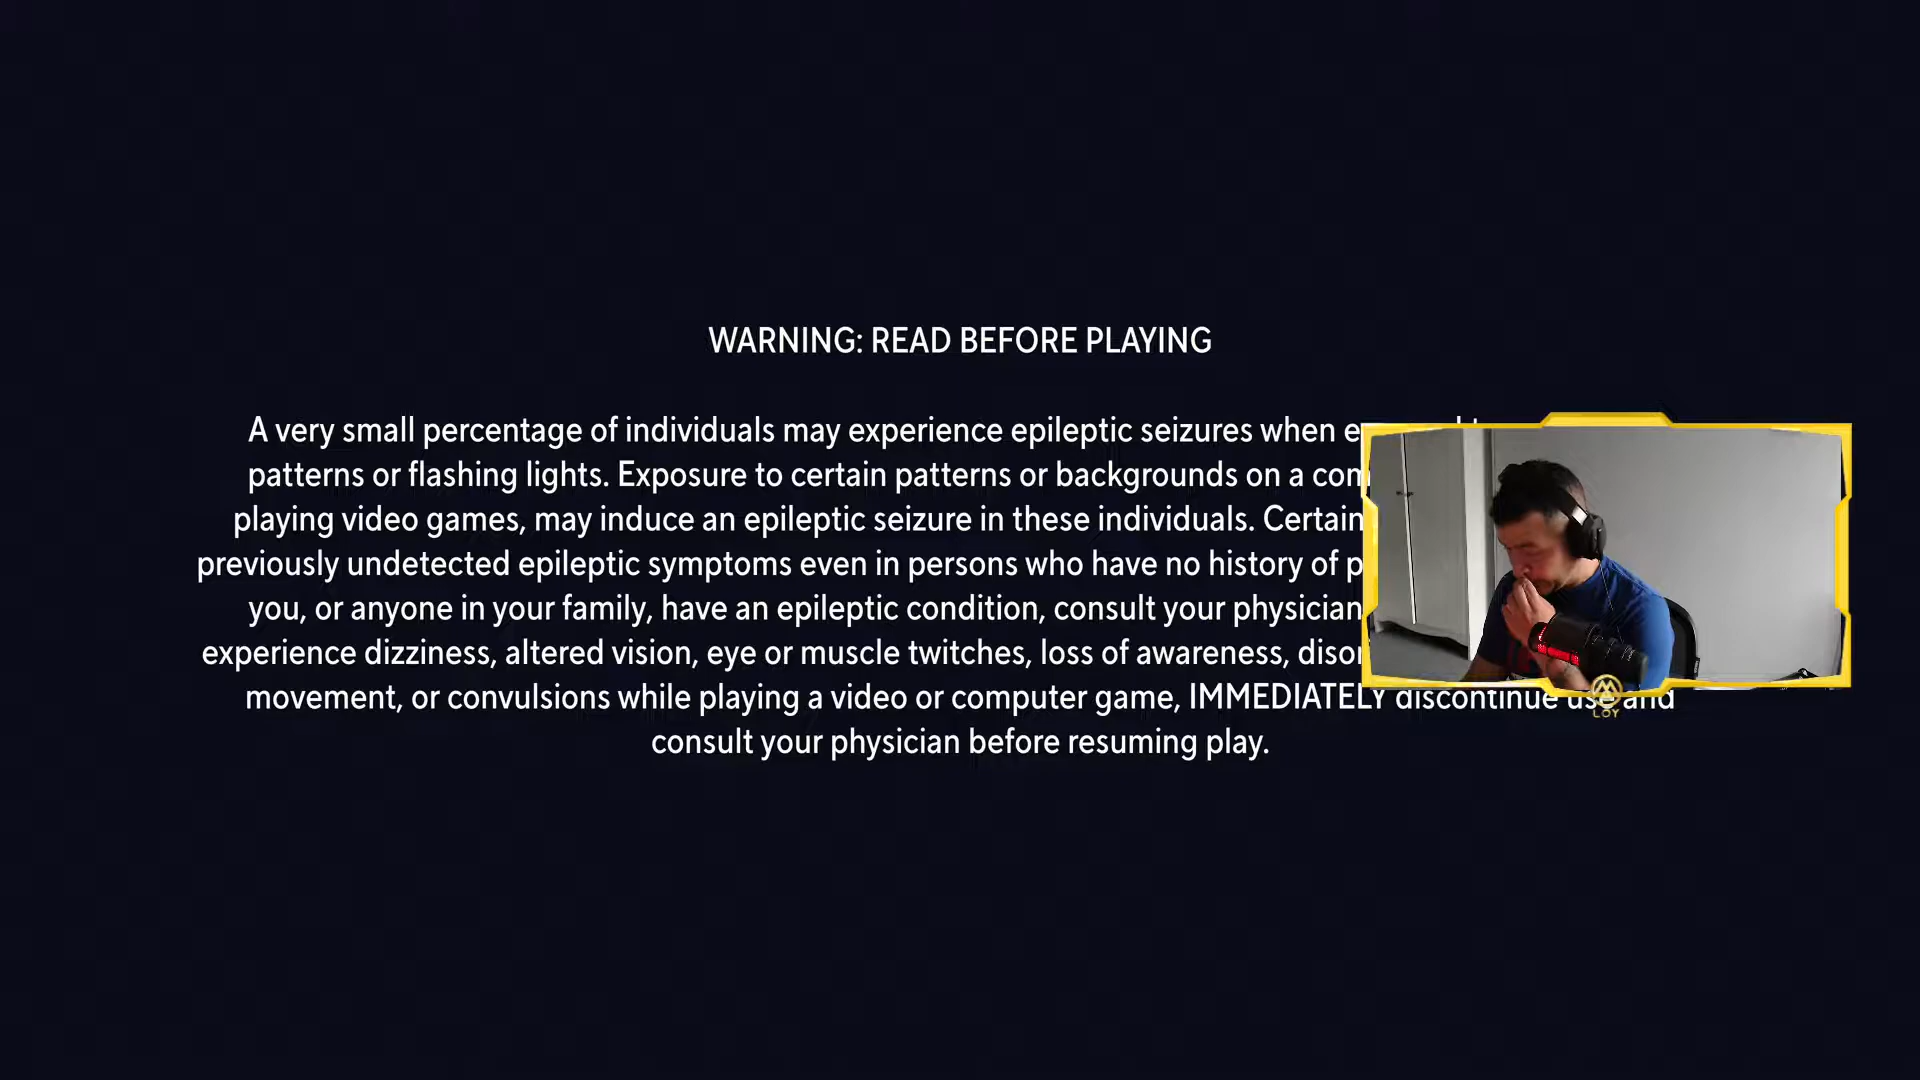 WARNING: READ BEFORE PLAYING
A very small percentage of individuals may experience epileptic seizures when
patterns or flashing lights. Exposure to certain patterns or backgrounds on a
playing video games, may induce an epileptic seizure in these individuals. Certain
previously undetected epileptic symptoms even in persons who have no history of
you, or anyone in your family, have an epileptic condition, consult your physician
experience dizziness, altered vision, eye or muscle twitches, loss of awareness,
movement, or convulsions while playing a video or computer game, IMMEDIATELY discontinue use and
consult your physician before resuming play.
LOY